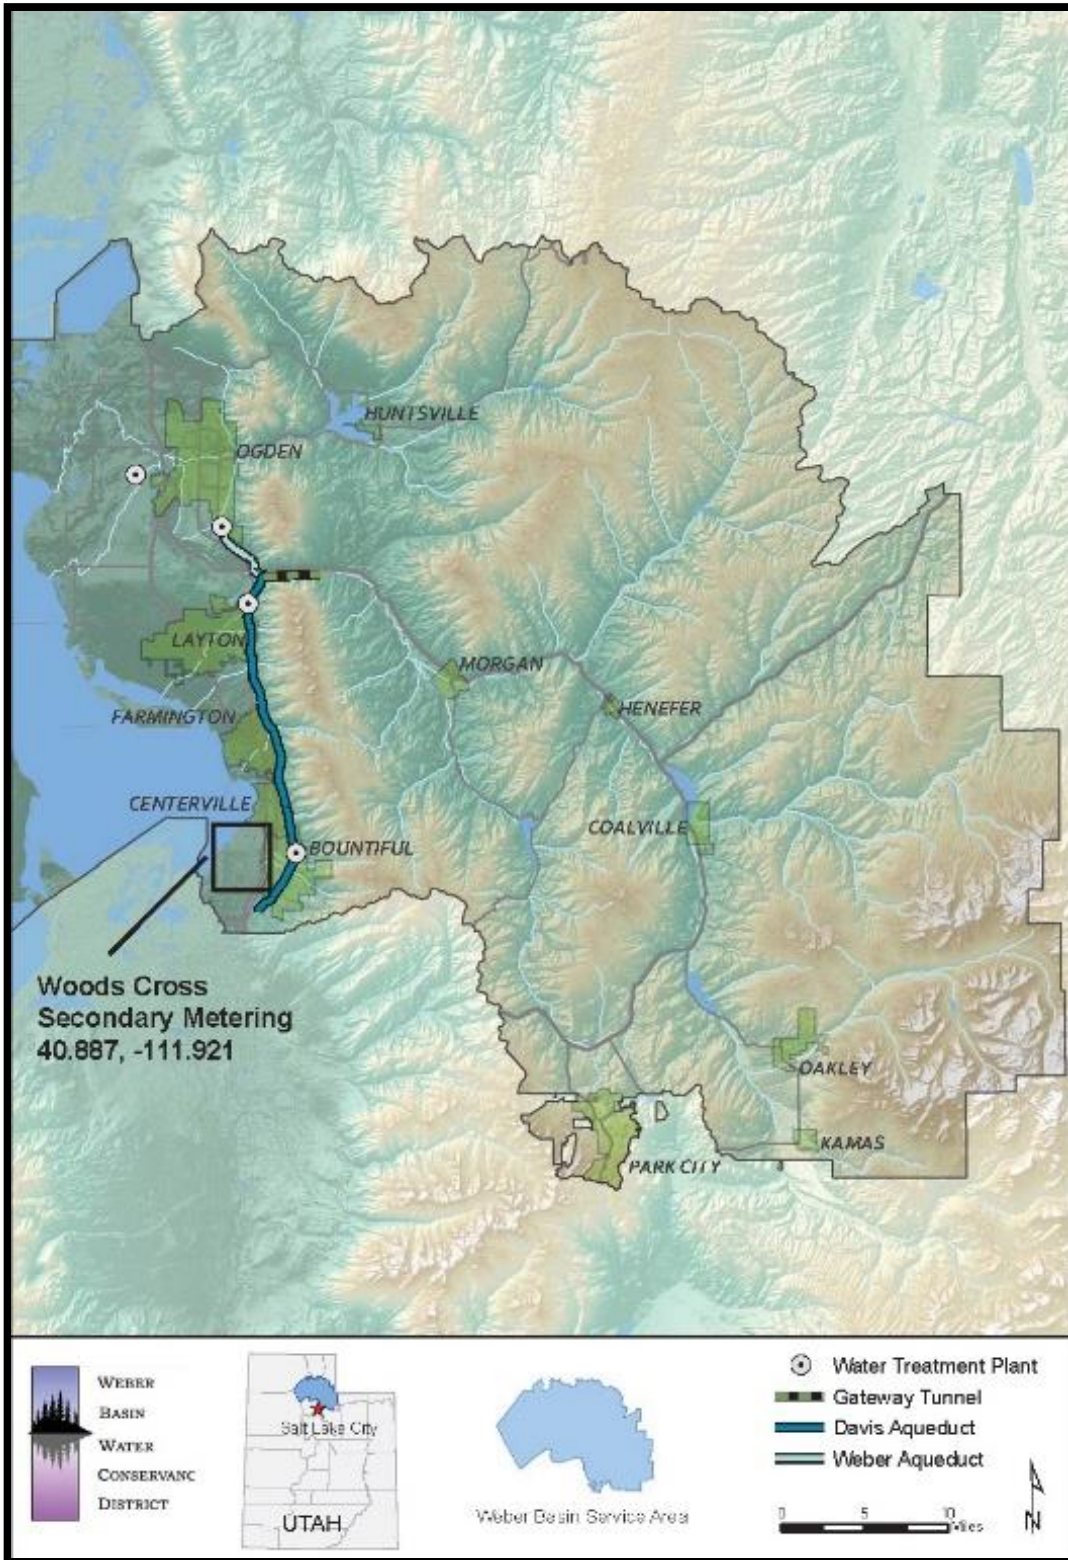 HUNTSVILLE
OGDEN
LAYTON
MORGAN
HENEFER
FARMINGTON
CENTERVILLE
COALVILLE
BOUNTIFUL
Woods Cross
Secondary Metering
40.887, -111.921
OAKLEY
KAMAS
PARK CITY
WEBER
BASIN
WATER
CONSERVANC
DISTRICT
Salt Lake City
UTAH
Weber Basin Service Area
Water Treatment Plant
Gateway Tunnel
Davis Aqueduct
Weber Aqueduct
0 5 10
Miles
N